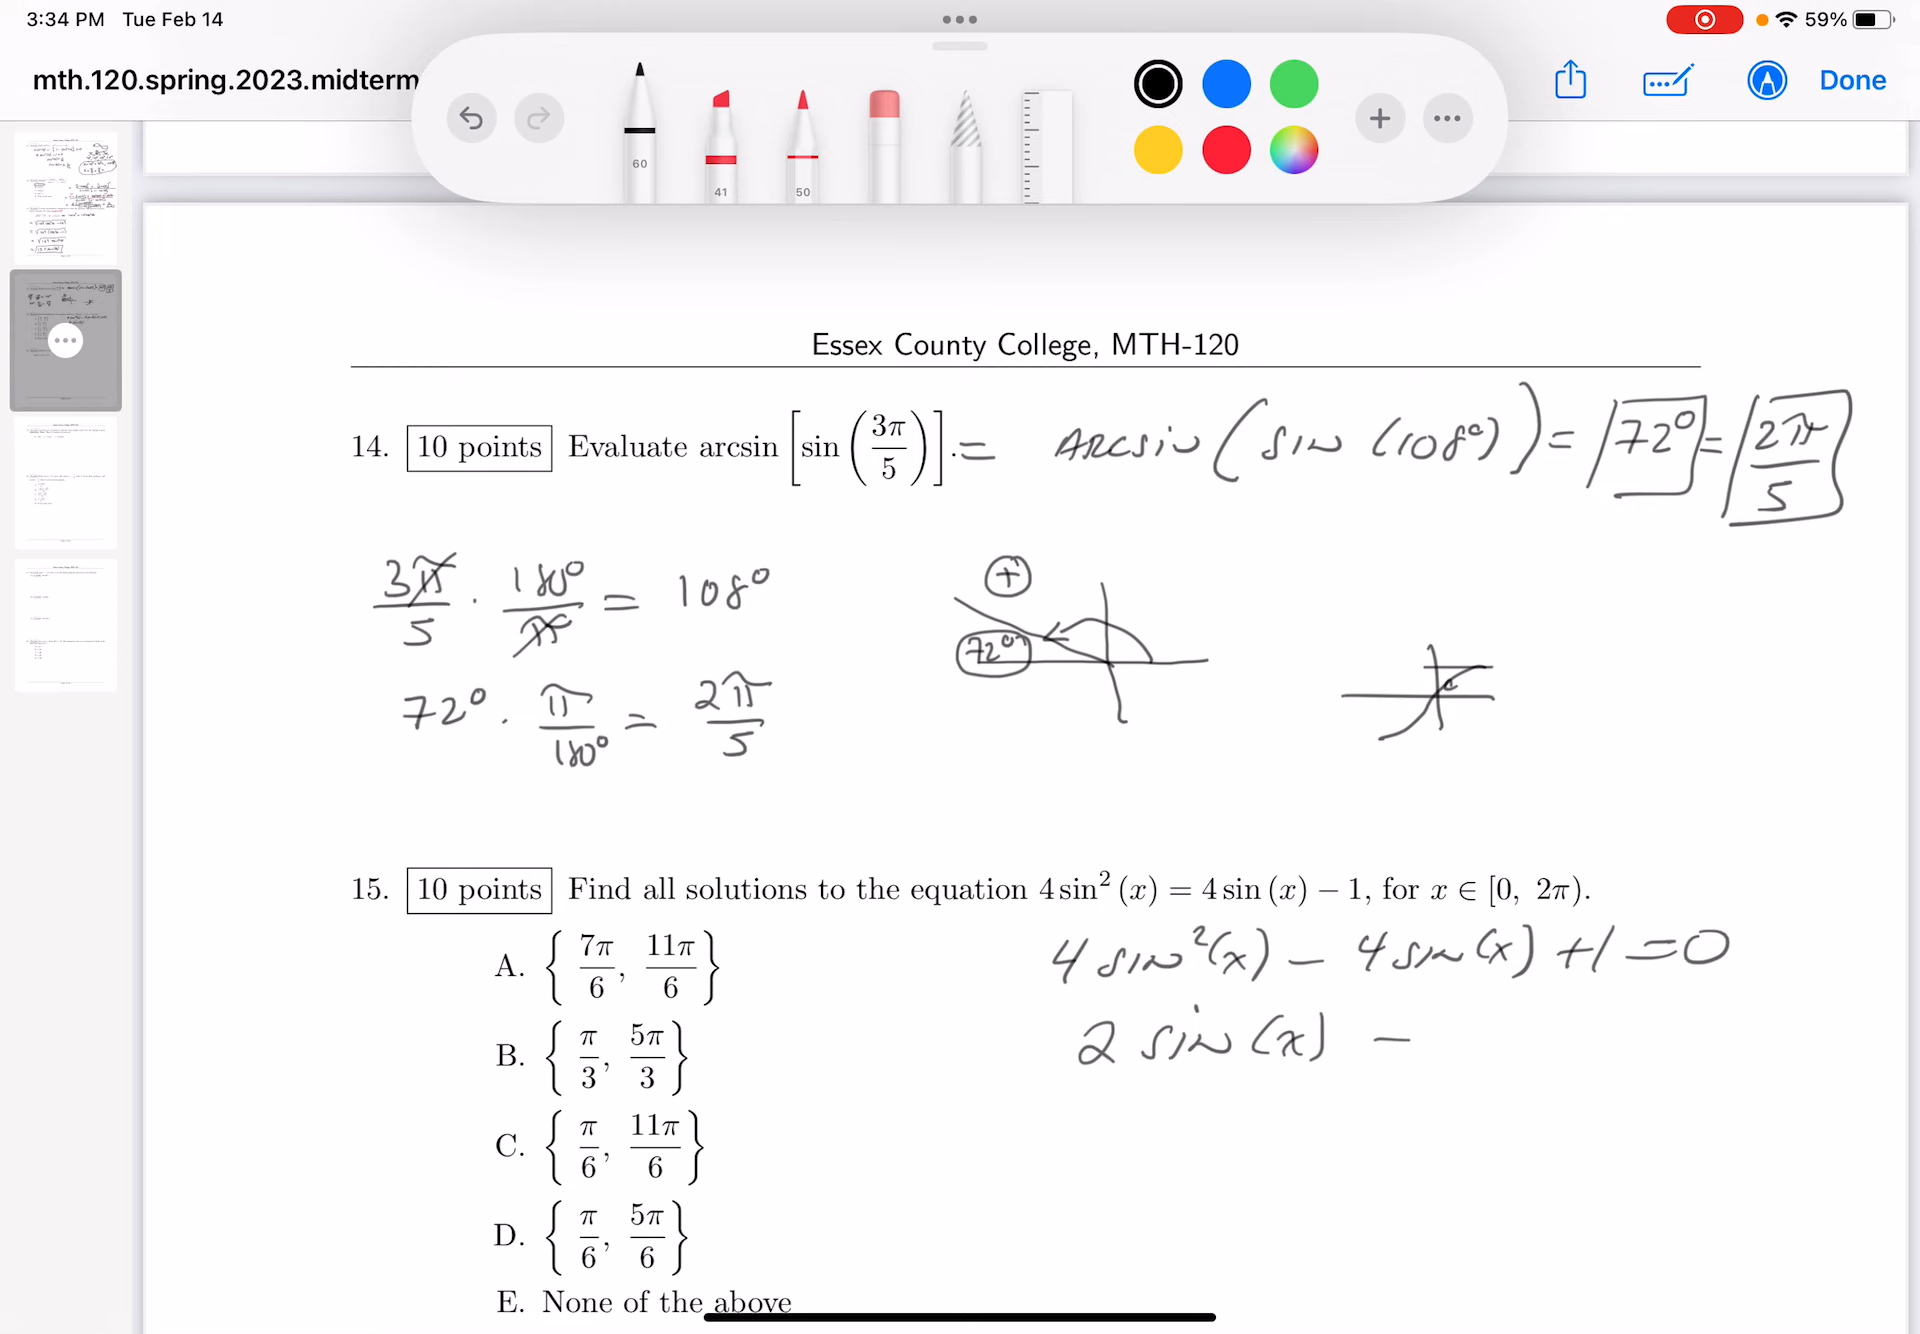 3:34 PM Tue Feb 14
59%
mth.120.spring.2023.midterm
Done
60
41
50
Essex County College, MTH-120
14. 10 points Evaluate arcsin [sin (3π/5)]. = ARCSIN (SIN (108°)) = 72° = 2π/5
3π/5 · 180°/π = 108°
+
72°
72° · π/180° = 2π/5
15. 10 points Find all solutions to the equation 4 sin² (x) = 4 sin (x) − 1, for x ∈ [0, 2π).
4 SIN²(x) − 4 SIN(x) +1 = 0
2 SIN(x) −
A. {7π/6, 11π/6}
B. {π/3, 5π/3}
C. {π/6, 11π/6}
D. {π/6, 5π/6}
E. None of the above